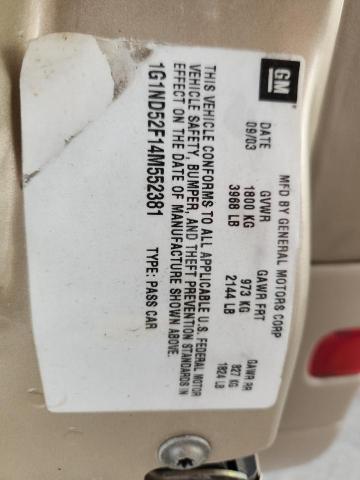 GM
MFD BY GENERAL MOTORS CORP
DATE GVWR GAWR FRT GAWR RR
09/03 1800 KG 973 KG 827 KG
3968 LB 2144 LB 1824 LB
THIS VEHICLE CONFORMS TO ALL APPLICABLE U.S. FEDERAL MOTOR
VEHICLE SAFETY, BUMPER, AND THEFT PREVENTION STANDARDS IN
EFFECT ON THE DATE OF MANUFACTURE SHOWN ABOVE.
1G1ND52F14M552381 TYPE: PASS CAR